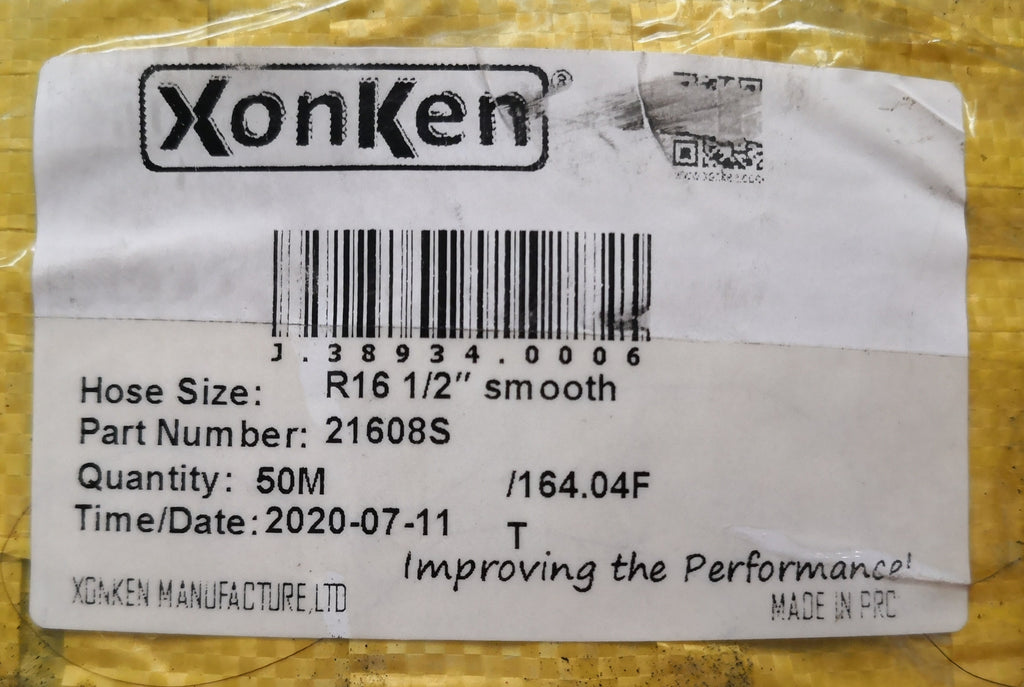 XonKen®
J.38934.0006
Hose Size: R16 1/2" smooth
Part Number: 21608S
Quantity: 50M /164.04F
T
Time/Date: 2020-07-11
Improving the Performance!
XONKEN MANUFACTURE,LTD
MADE IN PRC